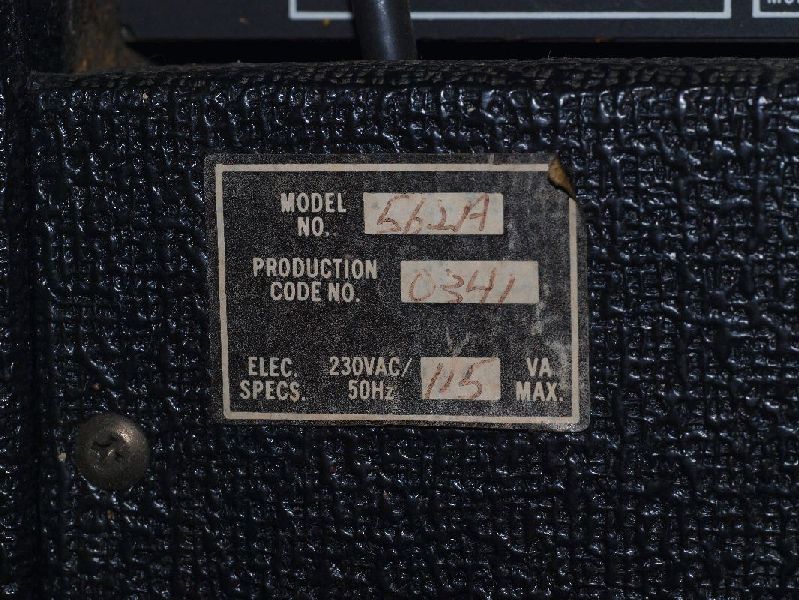 MODEL NO. 562A
PRODUCTION CODE NO. 0341
ELEC. SPECS. 230VAC/ 50Hz 115 VA MAX.